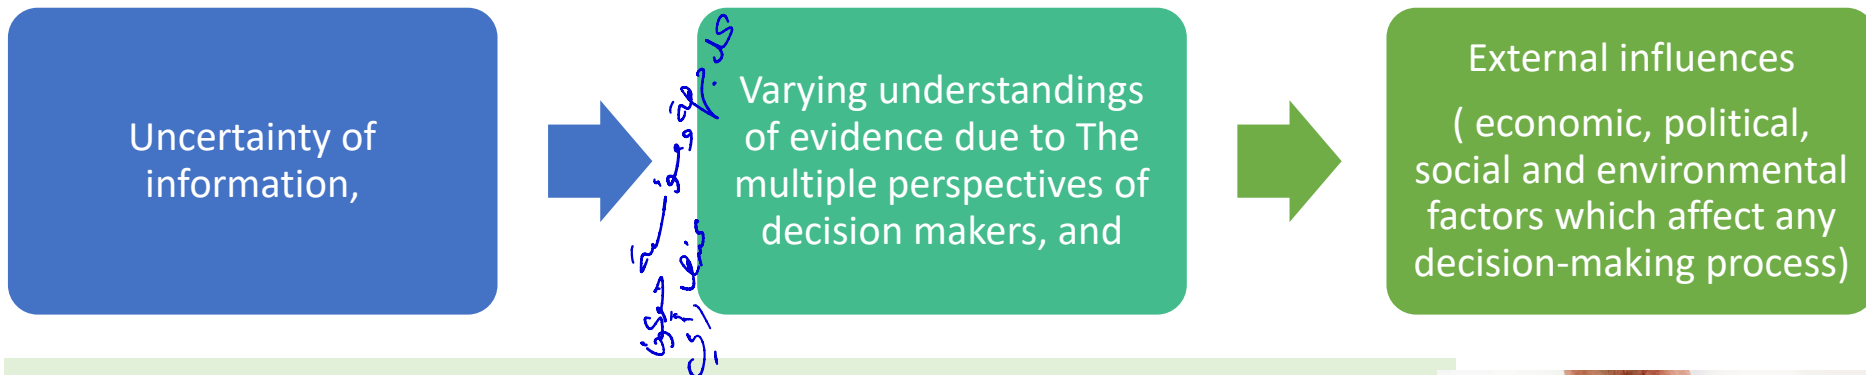 Uncertainty of
information,
Varying understandings
of evidence due to The
multiple perspectives of
decision makers, and
External influences
( economic, political,
social and environmental
factors which affect any
decision-making process)